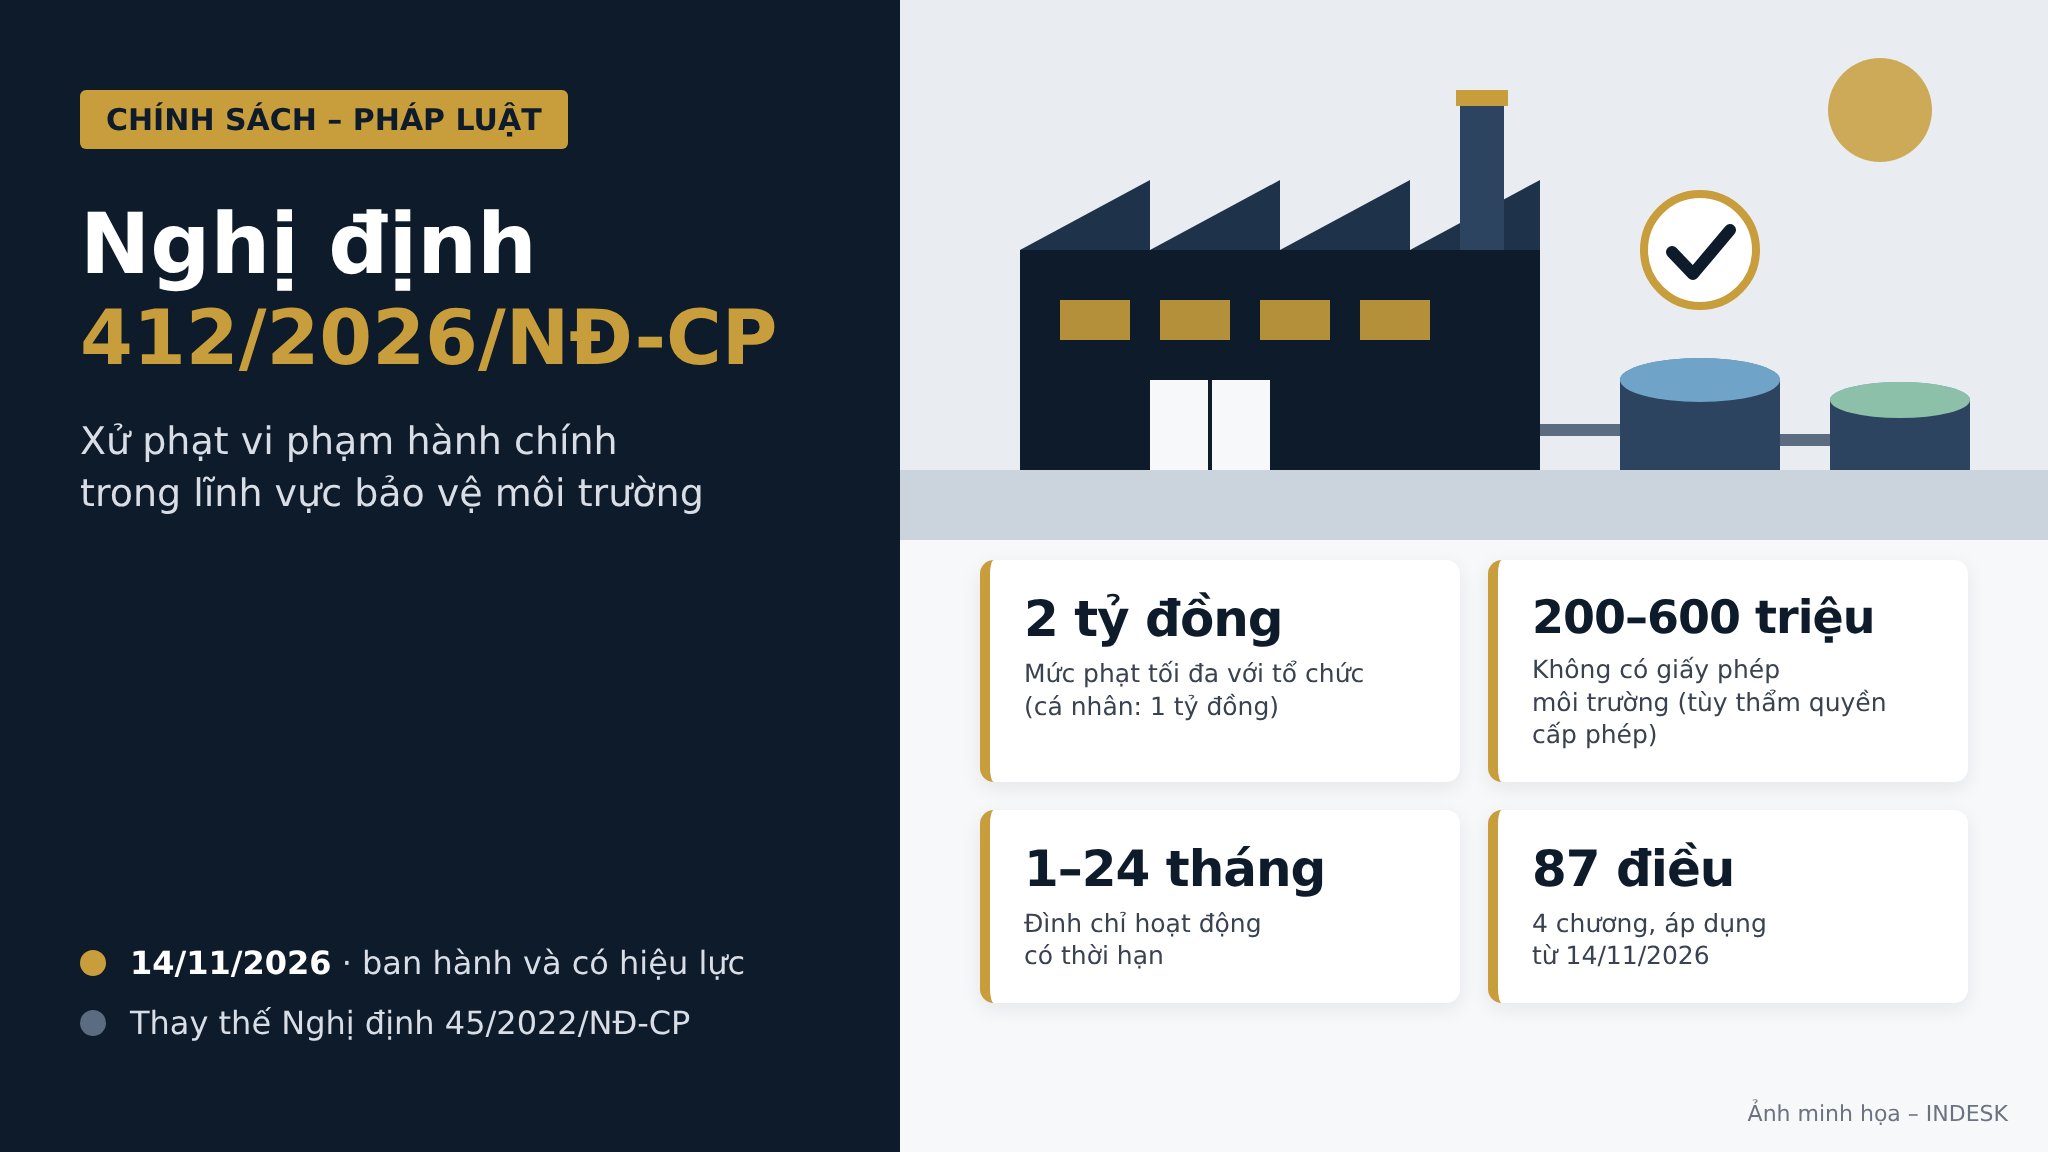 CHÍNH SÁCH – PHÁP LUẬT
Nghị định
412/2026/NĐ-CP
Xử phạt vi phạm hành chính
trong lĩnh vực bảo vệ môi trường
14/11/2026 · ban hành và có hiệu lực
Thay thế Nghị định 45/2022/NĐ-CP
2 tỷ đồng
Mức phạt tối đa với tổ chức
(cá nhân: 1 tỷ đồng)
200–600 triệu
Không có giấy phép
môi trường (tùy thẩm quyền
cấp phép)
1–24 tháng
Đình chỉ hoạt động
có thời hạn
87 điều
4 chương, áp dụng
từ 14/11/2026
Ảnh minh họa – INDESK